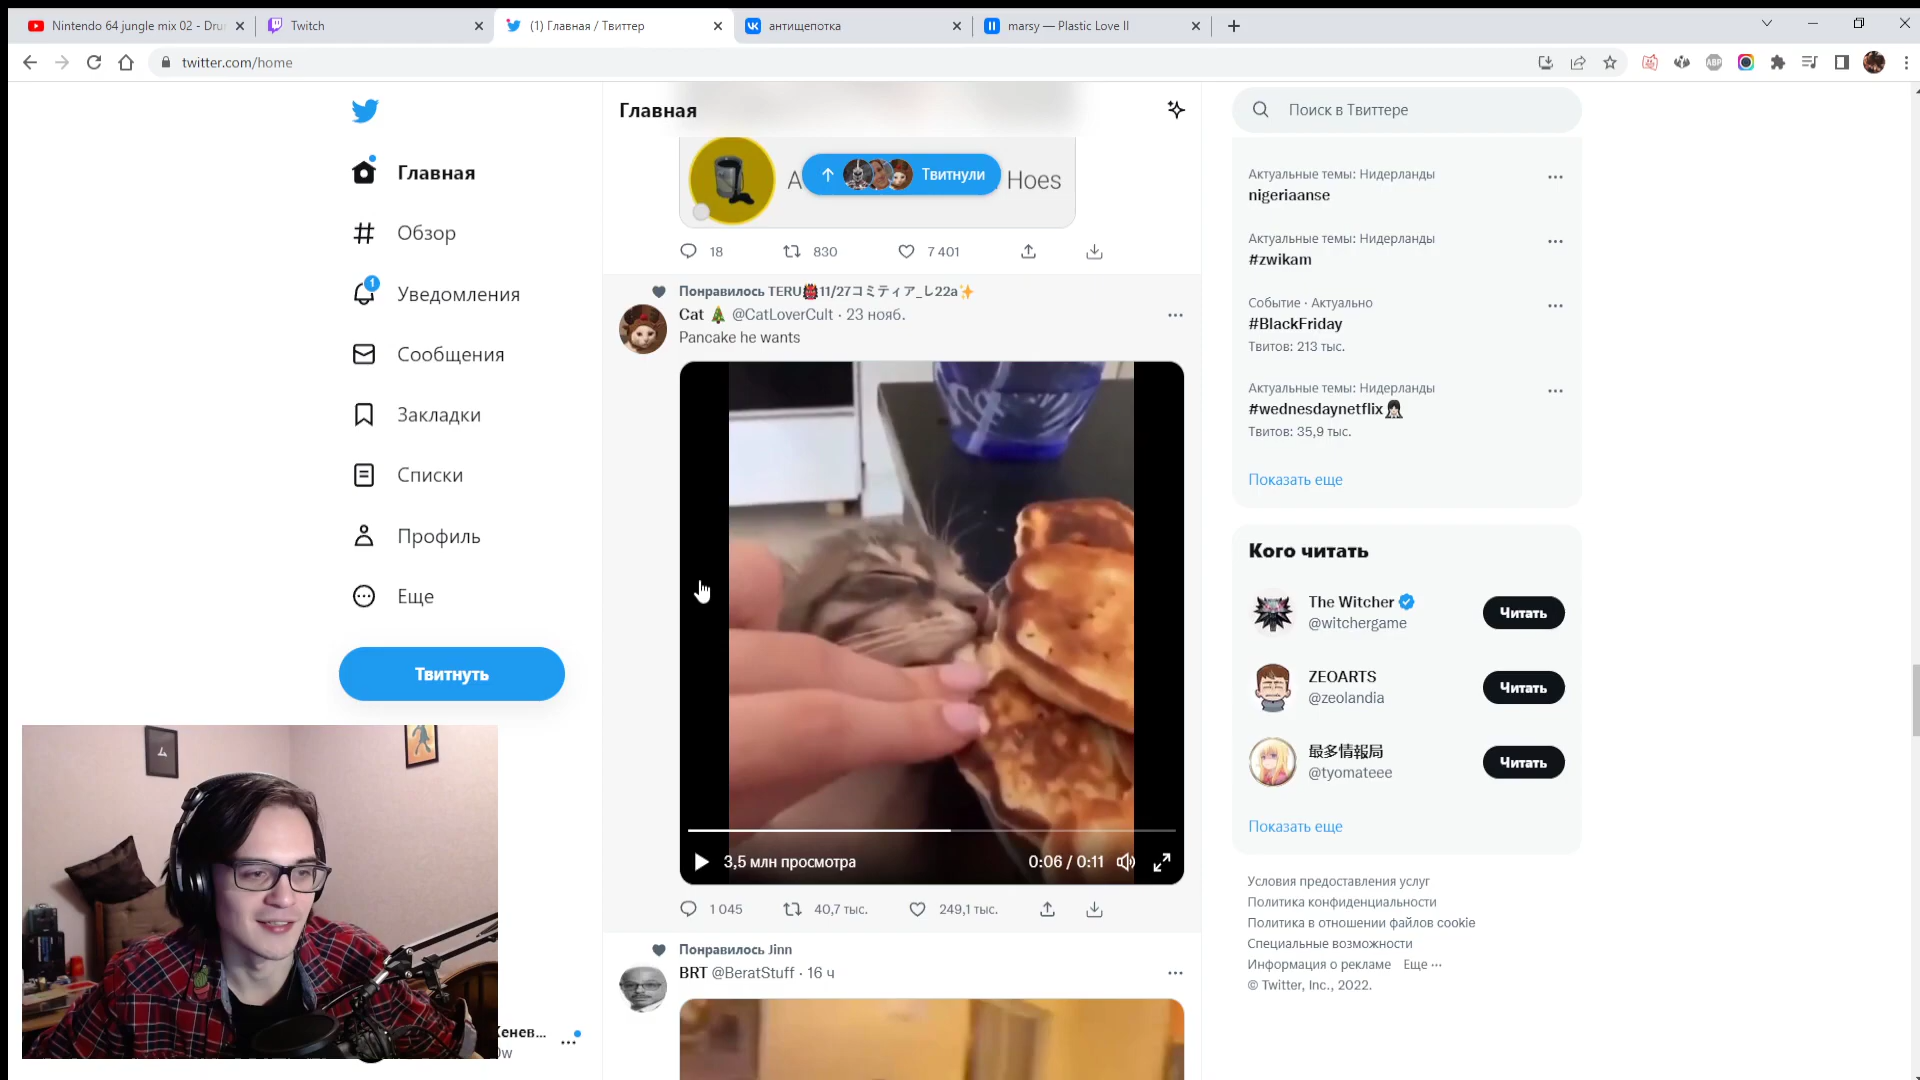 Nintendo 64 jungle mix 02 - Dru
Twitch
(1) Главная / Твиттер
антищепотка
marsy — Plastic Love II
twitter.com/home
ABP
Главная
Обзор
1
Уведомления
Сообщения
Закладки
Списки
Профиль
Еще
Твитнуть
Кенев...
0w
Главная
A
Твитнули
Hoes
18
830
7 401
Понравилось TERU👹11/27コミティア_し22a✨
Cat 🎄 @CatLoverCult · 23 нояб.
Pancake he wants
3,5 млн просмотра
0:06 / 0:11
1 045
40,7 тыс.
249,1 тыс.
Понравилось Jinn
BRT @BeratStuff · 16 ч
Поиск в Твиттере
Актуальные темы: Нидерланды
nigeriaanse
Актуальные темы: Нидерланды
#zwikam
Событие · Актуально
#BlackFriday
Твитов: 213 тыс.
Актуальные темы: Нидерланды
#wednesdaynetflix
Твитов: 35,9 тыс.
Показать еще
Кого читать
The Witcher
@witchergame
Читать
ZEOARTS
@zeolandia
Читать
最多情報局
@tyomateee
Читать
Показать еще
Условия предоставления услуг
Политика конфиденциальности
Политика в отношении файлов cookie
Специальные возможности
Информация о рекламе Еще ···
© Twitter, Inc., 2022.